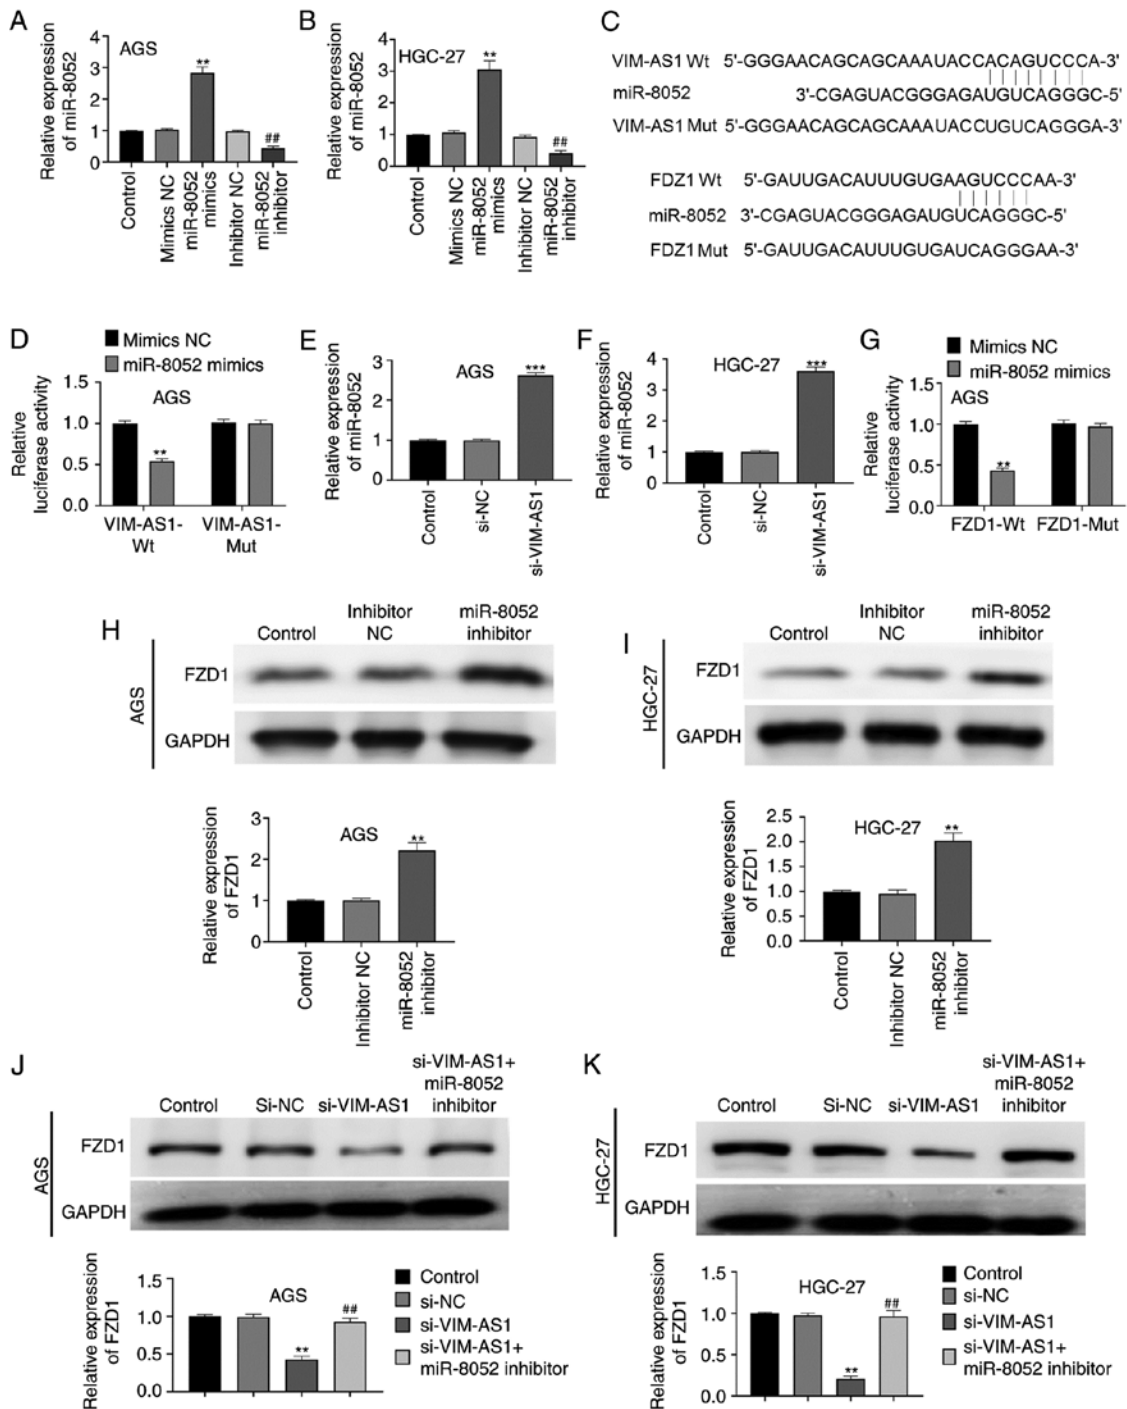 A
AGS
Relative expression
of miR-8052
4
3
2
1
0
**
##
Control
Mimics NC
miR-8052
mimics
Inhibitor NC
miR-8052
inhibitor
B
HGC-27
Relative expression
of miR-8052
4
3
2
1
0
**
##
Control
Mimics NC
miR-8052
mimics
Inhibitor NC
miR-8052
inhibitor
C
VIM-AS1 Wt 5'-GGGAACAGCAGCAAAUACCACAGUCCCA-3'
miR-8052 3'-CGAGUACGGGAGAUGUCAGGGC-5'
VIM-AS1 Mut 5'-GGGAACAGCAGCAAAUACCUGUCAGGGA-3'
FDZ1 Wt 5'-GAUUGACAUUUGUGAAGUCCCAA-3'
miR-8052 3'-CGAGUACGGGAGAUGUCAGGGC-5'
FDZ1 Mut 5'-GAUUGACAUUUGUGAUCAGGGAA-3'
D
Mimics NC
miR-8052 mimics
AGS
Relative
luciferase activity
1.5
1.0
0.5
0.0
**
VIM-AS1-
Wt
VIM-AS1-
Mut
E
AGS
Relative expression
of miR-8052
3
2
1
0
***
Control
si-NC
si-VIM-AS1
F
HGC-27
Relative expression
of miR-8052
4
3
2
1
0
***
Control
si-NC
si-VIM-AS1
G
Mimics NC
miR-8052 mimics
AGS
Relative
luciferase activity
1.5
1.0
0.5
0.0
**
FZD1-Wt
FZD1-Mut
H
AGS
Control
Inhibitor
NC
miR-8052
inhibitor
FZD1
GAPDH
AGS
Relative expression
of FZD1
3
2
1
0
**
Control
Inhibitor NC
miR-8052
inhibitor
I
HGC-27
Control
Inhibitor
NC
miR-8052
inhibitor
FZD1
GAPDH
HGC-27
Relative expression
of FZD1
2.5
2.0
1.5
1.0
0.5
0.0
**
Control
Inhibitor NC
miR-8052
inhibitor
J
AGS
Control
Si-NC
si-VIM-AS1
si-VIM-AS1+
miR-8052
inhibitor
FZD1
GAPDH
AGS
Relative expression
of FZD1
1.5
1.0
0.5
0.0
**
##
Control
si-NC
si-VIM-AS1
si-VIM-AS1+
miR-8052 inhibitor
K
HGC-27
Control
Si-NC
si-VIM-AS1
si-VIM-AS1+
miR-8052
inhibitor
FZD1
GAPDH
HGC-27
Relative expression
of FZD1
1.5
1.0
0.5
0.0
**
##
Control
si-NC
si-VIM-AS1
si-VIM-AS1+
miR-8052 inhibitor